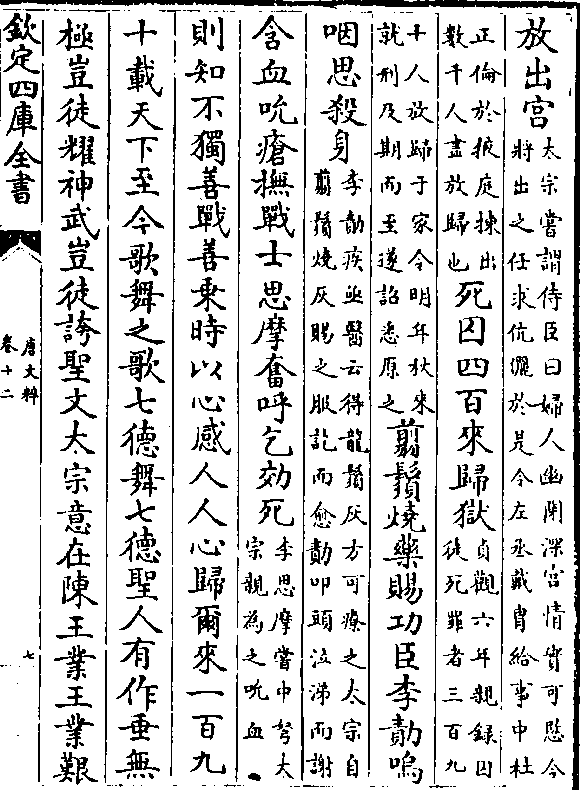 放出宮
太宗嘗謂侍臣曰婦人幽閉深宮情實可愍今
將出之任求伉儷於是令左丞戴胄給事中杜
正倫於掖庭揀出
數千人盡放歸也
死囚四百來歸獄
貞觀六年親録囚
徒死罪者三百九
十人放歸于家令明年秋來
就刑及期而至遂詔悉原之
翦鬚燒藥賜功臣李勣嗚
咽思殺身
李勣疾亟醫云得龍鬚灰方可療之太宗自
翦鬚燒灰賜之服訖而愈勣叩頭泣涕而謝
含血吮瘡撫戰士思摩奮呼乞効死
李思摩嘗中弩太
宗親為之吮血
則知不獨善戰善乗時以心感人人心歸爾來一百九
十載天下至今歌舞之歌七德舞七德聖人有作垂無
極豈徒耀神武豈徒誇聖文太宗意在陳王業王業艱
欽定四庫全書
唐文粹
卷十二
七